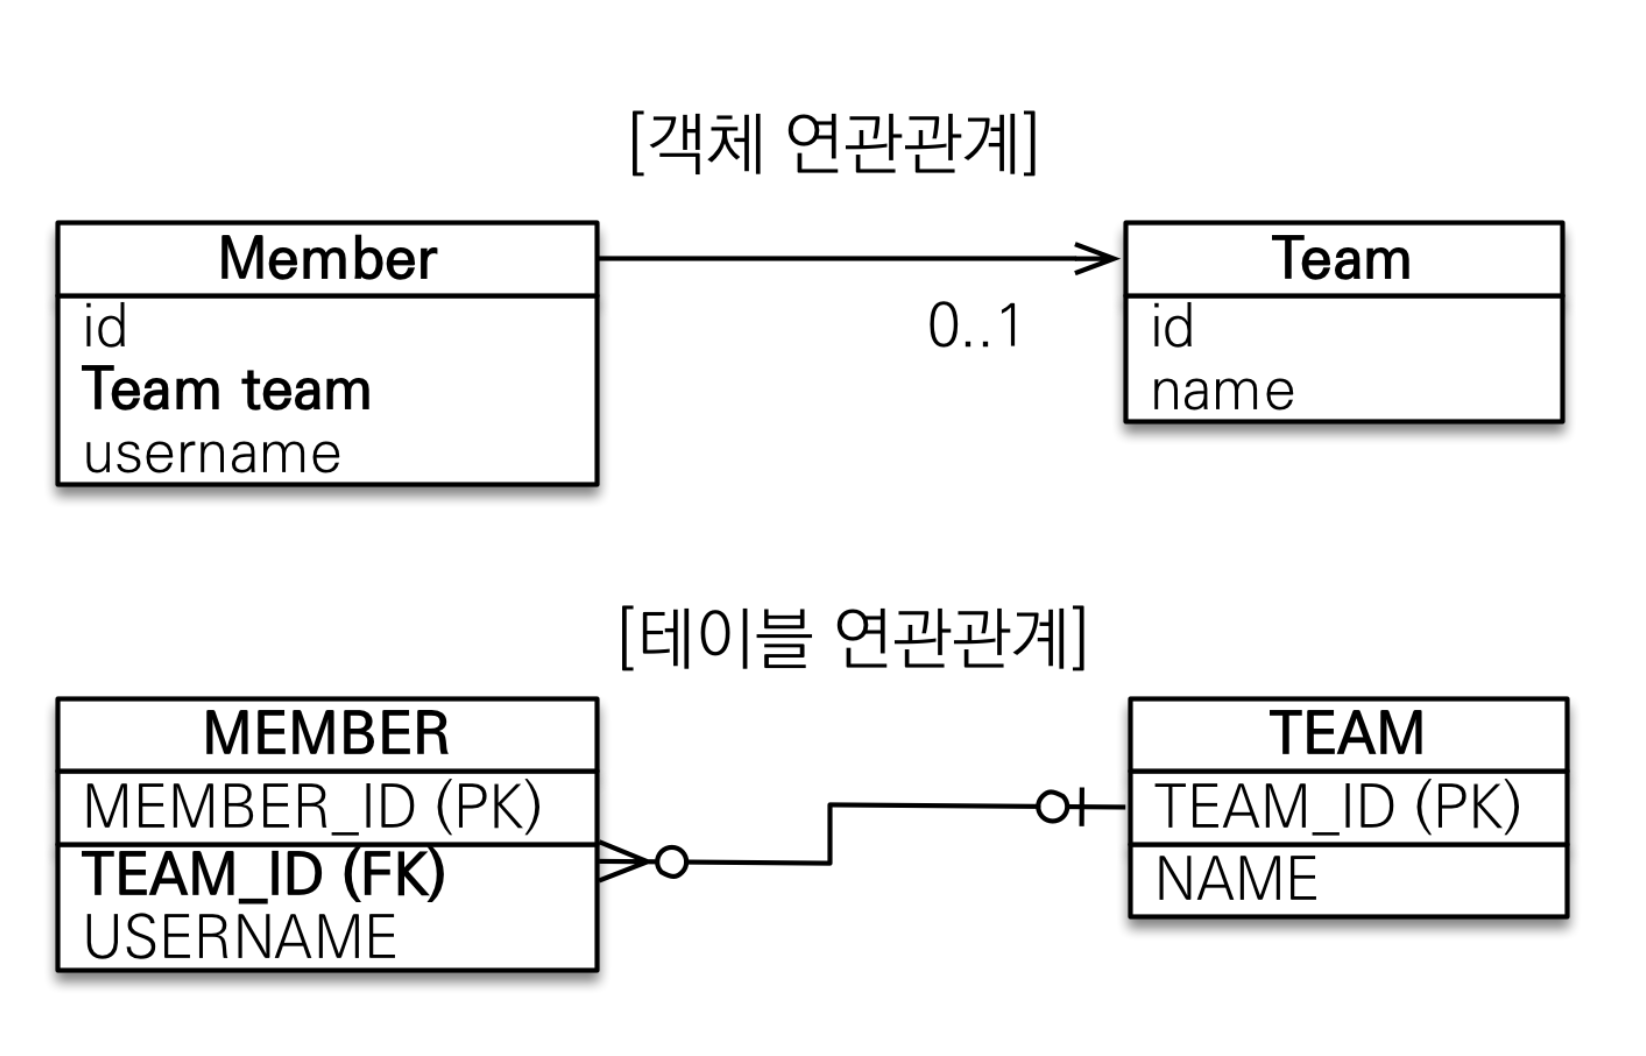 [객체 연관관계]
Member
id
Team team
username
0..1
Team
id
name
[테이블 연관관계]
MEMBER
MEMBER_ID (PK)
TEAM_ID (FK)
USERNAME
TEAM
TEAM_ID (PK)
NAME